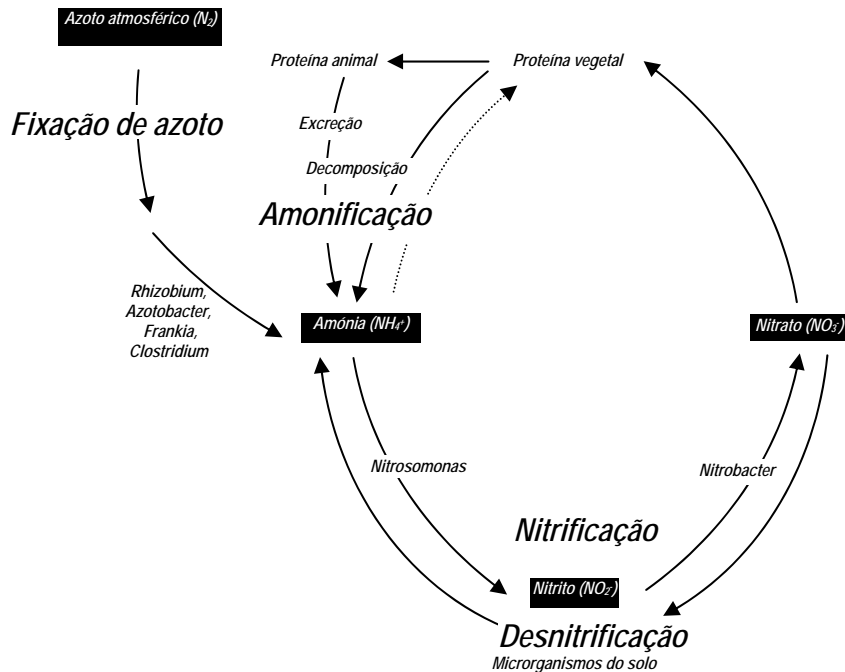 Azoto atmosférico (N₂)
Proteína animal
Proteína vegetal
Fixação de azoto
Excreção
Decomposição
Amonificação
Rhizobium,
Azotobacter,
Frankia,
Clostridium
Amónia (NH₄⁺)
Nitrato (NO₃⁻)
Nitrosomonas
Nitrobacter
Nitrificação
Nitrito (NO₂⁻)
Desnitrificação
Microrganismos do solo